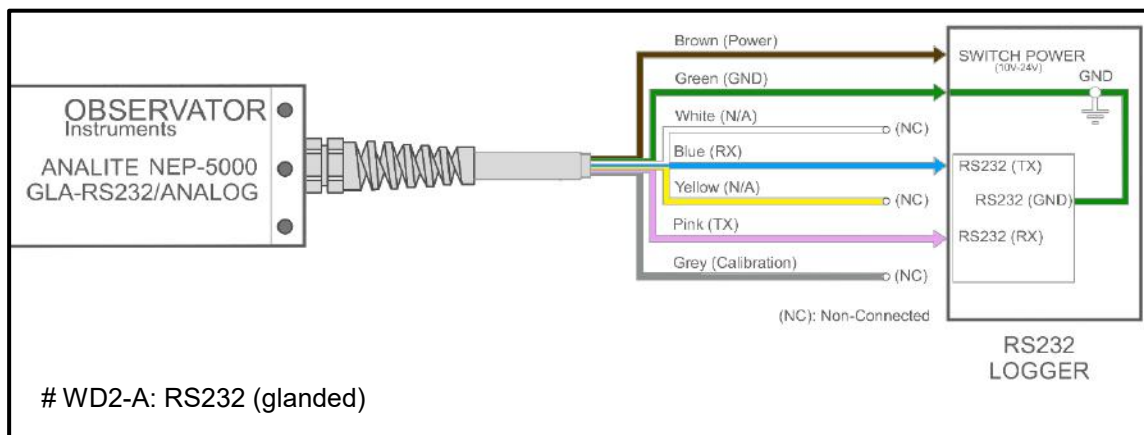 OBSERVATOR
Instruments
ANALITE NEP-5000
GLA-RS232/ANALOG
Brown (Power)
Green (GND)
White (N/A)
(NC)
Blue (RX)
Yellow (N/A)
(NC)
Pink (TX)
Grey (Calibration)
(NC)
(NC): Non-Connected
SWITCH POWER
(10V-24V)
GND
RS232 (TX)
RS232 (GND)
RS232 (RX)
RS232
LOGGER
# WD2-A: RS232 (glanded)